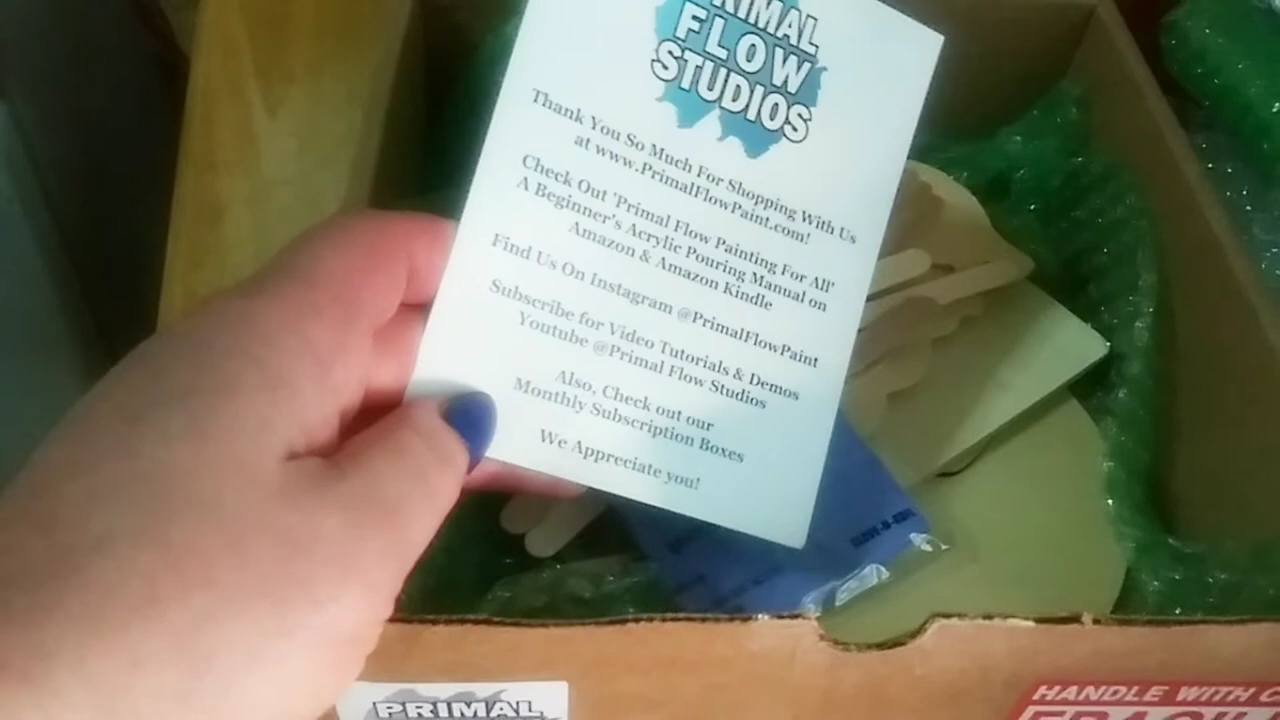 PRIMAL
FLOW
STUDIOS
Thank You So Much For Shopping With Us
at www.PrimalFlowPaint.com!
Check Out 'Primal Flow Painting For All'
A Beginner's Acrylic Pouring Manual on
Amazon & Amazon Kindle
Find Us On Instagram @PrimalFlowPaint
Subscribe for Video Tutorials & Demos
Youtube @Primal Flow Studios
Also, Check out our
Monthly Subscription Boxes
We Appreciate you!
PRIMAL
HANDLE WITH